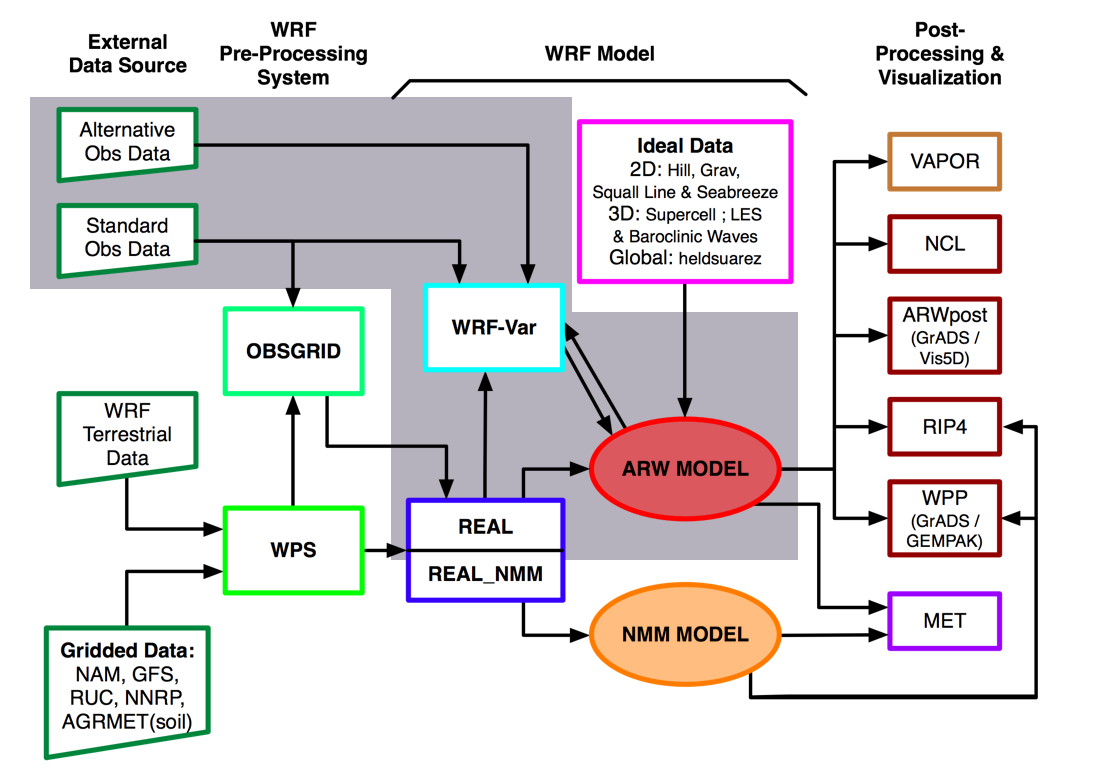 External
Data Source
WRF
Pre-Processing
System
WRF Model
Post-
Processing &
Visualization
Alternative
Obs Data
Standard
Obs Data
WRF
Terrestrial
Data
Gridded Data:
NAM, GFS,
RUC, NNRP,
AGRMET(soil)
OBSGRID
WPS
WRF-Var
REAL
REAL_NMM
Ideal Data
2D: Hill, Grav,
Squall Line & Seabreeze
3D: Supercell ; LES
& Baroclinic Waves
Global: heldsuarez
ARW MODEL
NMM MODEL
VAPOR
NCL
ARWpost
(GrADS /
Vis5D)
RIP4
WPP
(GrADS /
GEMPAK)
MET